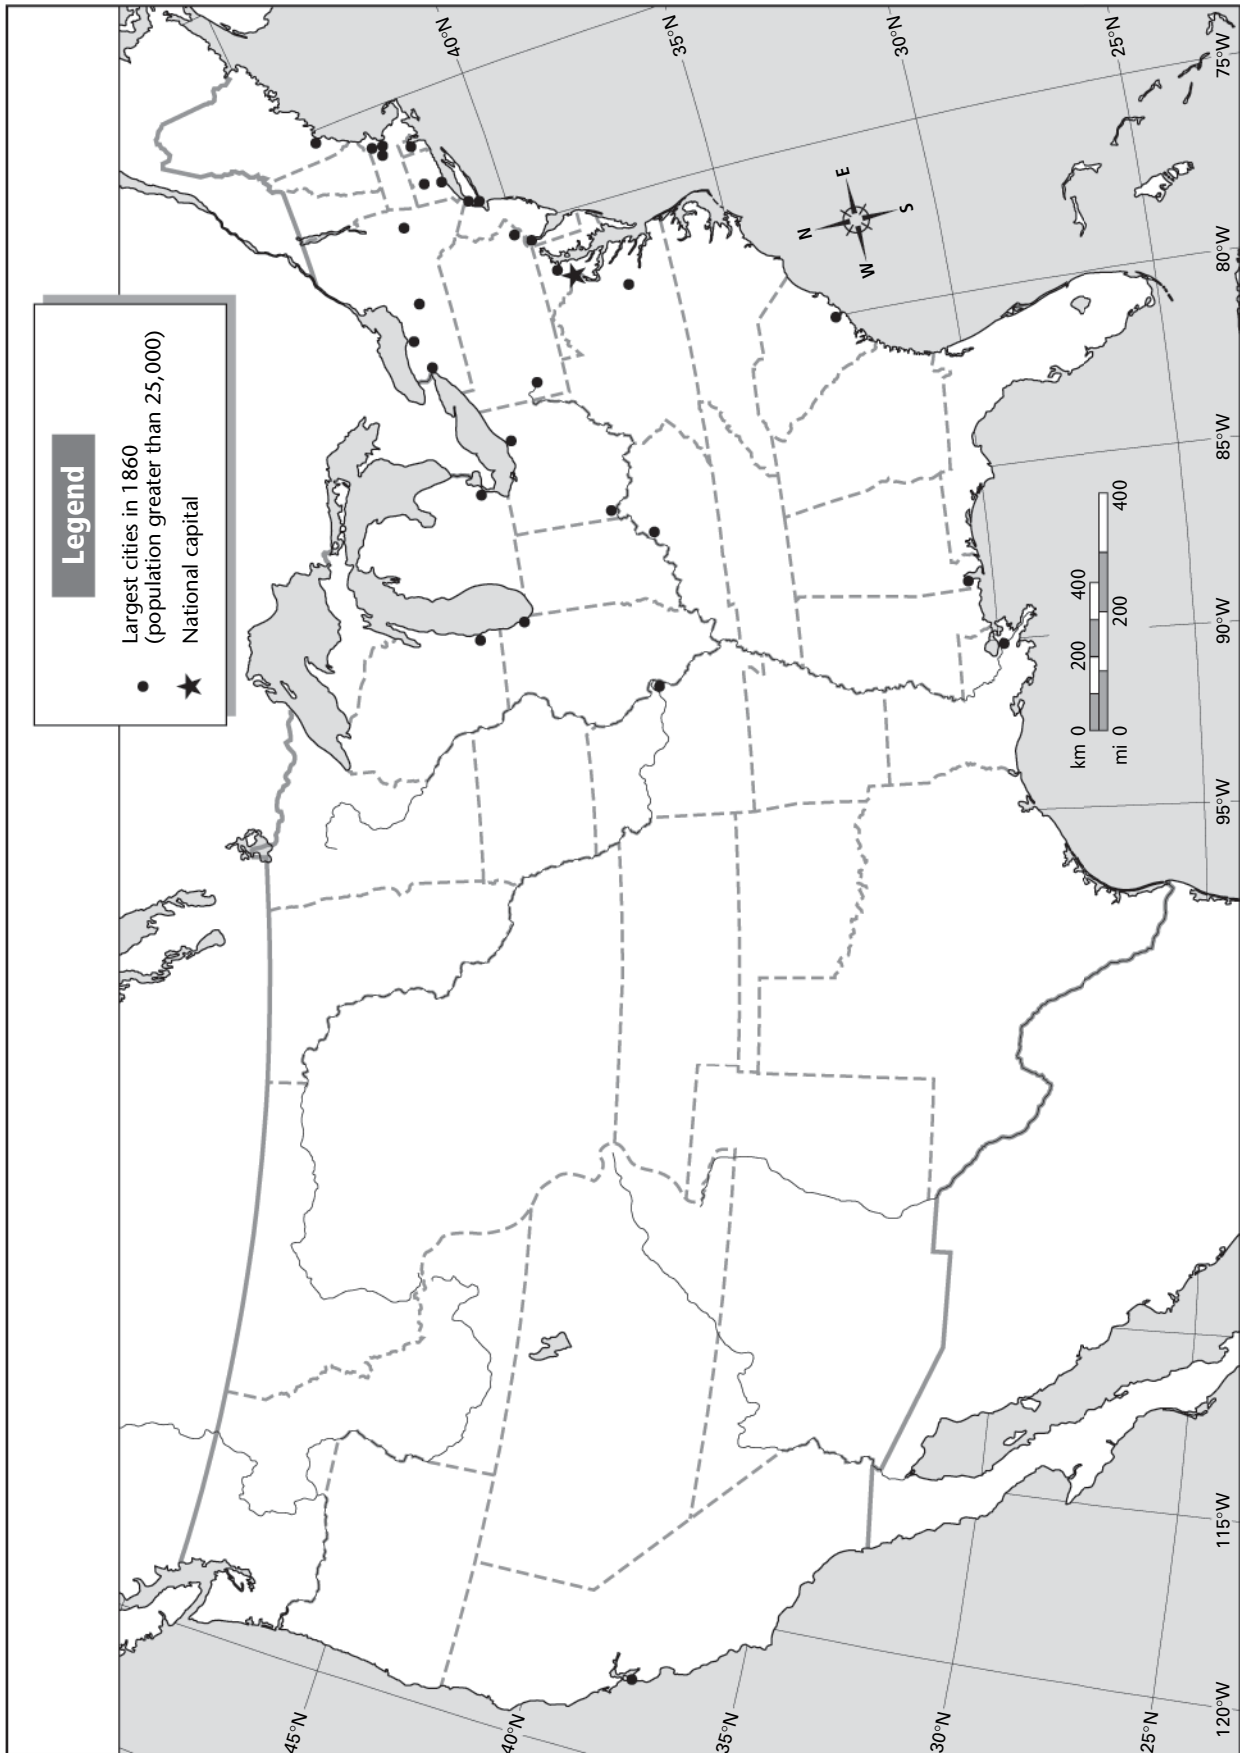 Legend
Largest cities in 1860
(population greater than 25,000)
National capital
40°N
35°N
30°N
25°N
75°W
80°W
85°W
90°W
95°W
115°W
120°W
45°N
40°N
35°N
30°N
25°N
N
E
S
W
km 0 200 400
mi 0 200 400